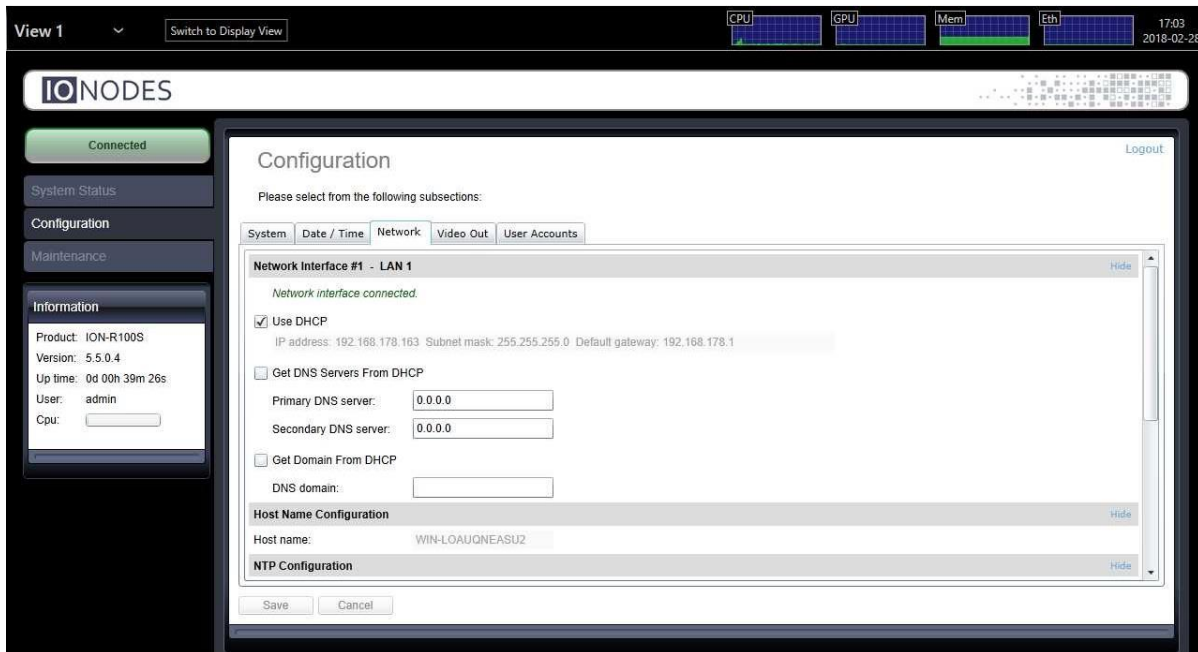 View 1 Switch to Display View CPU GPU Mem Eth 17:03
2018-02-28
IONODES
Connected
System Status
Configuration
Maintenance
Information
Product: ION-R100S
Version: 5.5.0.4
Up time: 0d 00h 39m 26s
User: admin
Cpu:
Logout
Configuration
Please select from the following subsections:
System Date / Time Network Video Out User Accounts
Network Interface #1 - LAN 1 Hide
Network interface connected.
Use DHCP
IP address: 192.168.178.163 Subnet mask: 255.255.255.0 Default gateway: 192.168.178.1
Get DNS Servers From DHCP
Primary DNS server: 0.0.0.0
Secondary DNS server: 0.0.0.0
Get Domain From DHCP
DNS domain:
Host Name Configuration Hide
Host name: WIN-LOAUQNEASU2
NTP Configuration Hide
Save Cancel